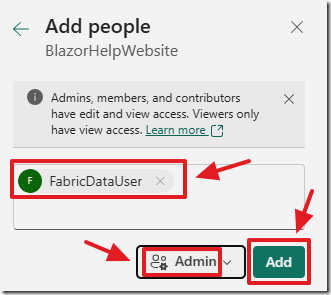 Add people
BlazorHelpWebsite
Admins, members, and contributors
have edit and view access. Viewers only
have view access. Learn more
F FabricDataUser
Admin
Add